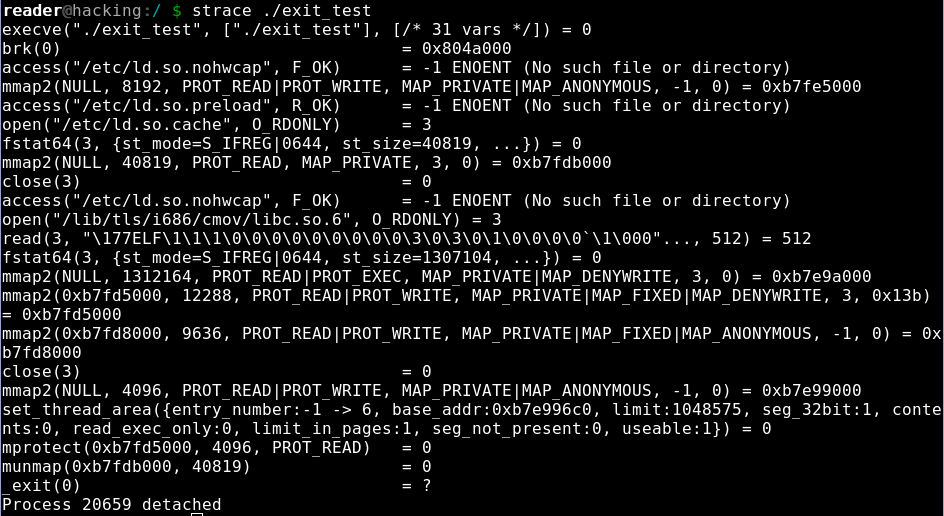 reader@hacking:/ $ strace ./exit_test
execve("./exit_test", ["./exit_test"], [/* 31 vars */]) = 0
brk(0)                                  = 0x804a000
access("/etc/ld.so.nohwcap", F_OK)      = -1 ENOENT (No such file or directory)
mmap2(NULL, 8192, PROT_READ|PROT_WRITE, MAP_PRIVATE|MAP_ANONYMOUS, -1, 0) = 0xb7fe5000
access("/etc/ld.so.preload", R_OK)      = -1 ENOENT (No such file or directory)
open("/etc/ld.so.cache", O_RDONLY)      = 3
fstat64(3, {st_mode=S_IFREG|0644, st_size=40819, ...}) = 0
mmap2(NULL, 40819, PROT_READ, MAP_PRIVATE, 3, 0) = 0xb7fdb000
close(3)                                = 0
access("/etc/ld.so.nohwcap", F_OK)      = -1 ENOENT (No such file or directory)
open("/lib/tls/i686/cmov/libc.so.6", O_RDONLY) = 3
read(3, "\177ELF\1\1\1\0\0\0\0\0\0\0\0\0\3\0\3\0\1\0\0\0\0`\1\000"..., 512) = 512
fstat64(3, {st_mode=S_IFREG|0644, st_size=1307104, ...}) = 0
mmap2(NULL, 1312164, PROT_READ|PROT_EXEC, MAP_PRIVATE|MAP_DENYWRITE, 3, 0) = 0xb7e9a000
mmap2(0xb7fd5000, 12288, PROT_READ|PROT_WRITE, MAP_PRIVATE|MAP_FIXED|MAP_DENYWRITE, 3, 0x13b)
= 0xb7fd5000
mmap2(0xb7fd8000, 9636, PROT_READ|PROT_WRITE, MAP_PRIVATE|MAP_FIXED|MAP_ANONYMOUS, -1, 0) = 0x
b7fd8000
close(3)                                = 0
mmap2(NULL, 4096, PROT_READ|PROT_WRITE, MAP_PRIVATE|MAP_ANONYMOUS, -1, 0) = 0xb7e99000
set_thread_area({entry_number:-1 -> 6, base_addr:0xb7e996c0, limit:1048575, seg_32bit:1, conte
nts:0, read_exec_only:0, limit_in_pages:1, seg_not_present:0, useable:1}) = 0
mprotect(0xb7fd5000, 4096, PROT_READ)   = 0
munmap(0xb7fdb000, 40819)               = 0
_exit(0)                                = ?
Process 20659 detached